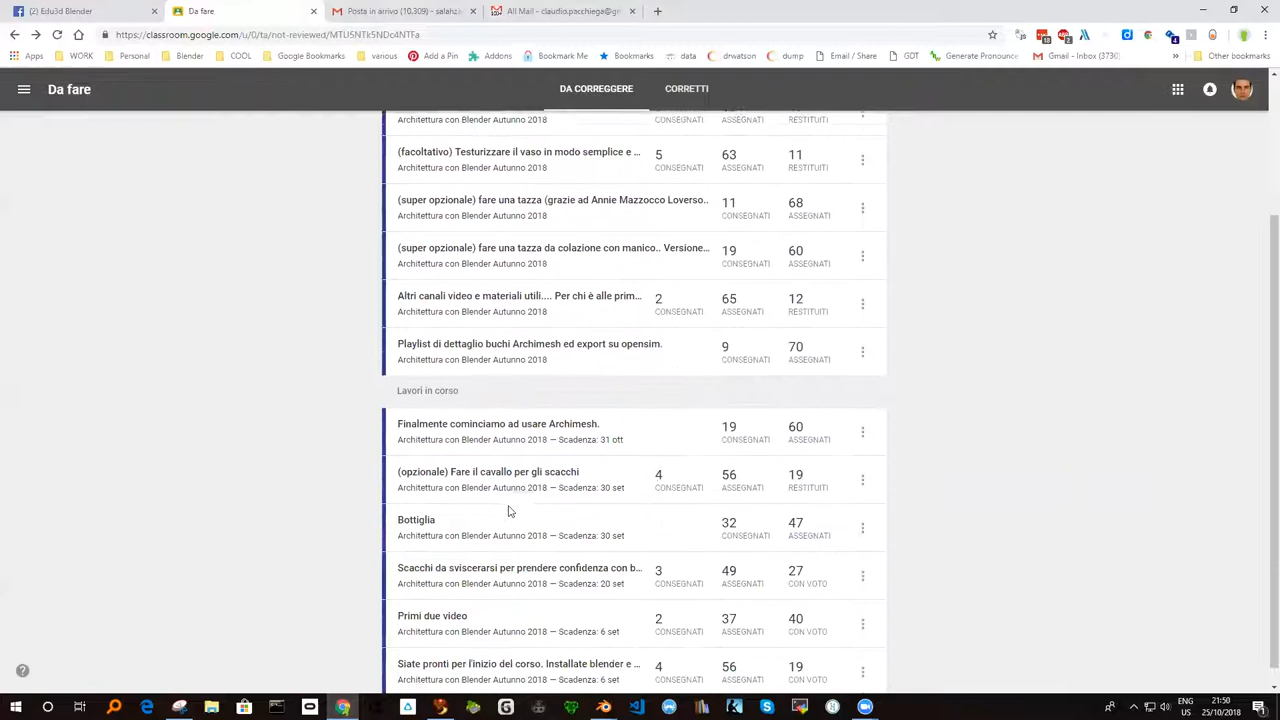 (2) Edu3d Blender
Da fare
Posta in arrivo (10.309) - salahza
All Mail - claudio.pacchiega@gr
https://classroom.google.com/u/0/ta/not-reviewed/MTU5NTk5NDc4NTFa
WORK Personal Blender COOL Google Bookmarks various Add a Pin Addons Bookmark Me Bookmarks data drwatson dump Email / Share GDT Generate Pronounce Gmail - Inbox (3730) Other bookmarks
Da fare DA CORREGGERE CORRETTI
Architettura con Blender Autunno 2018 CONSEGNATI ASSEGNATI RESTITUITI
(facoltativo) Testurizzare il vaso in modo semplice e ... 5 63 11
Architettura con Blender Autunno 2018 CONSEGNATI ASSEGNATI RESTITUITI
(super opzionale) fare una tazza (grazie ad Annie Mazzocco Loverso.. 11 68
Architettura con Blender Autunno 2018 CONSEGNATI ASSEGNATI
(super opzionale) fare una tazza da colazione con manico.. Versione... 19 60
Architettura con Blender Autunno 2018 CONSEGNATI ASSEGNATI
Altri canali video e materiali utili.... Per chi è alle prim... 2 65 12
Architettura con Blender Autunno 2018 CONSEGNATI ASSEGNATI RESTITUITI
Playlist di dettaglio buchi Archimesh ed export su opensim. 9 70
Architettura con Blender Autunno 2018 CONSEGNATI ASSEGNATI
Lavori in corso
Finalmente cominciamo ad usare Archimesh. 19 60
Architettura con Blender Autunno 2018 — Scadenza: 31 ott CONSEGNATI ASSEGNATI
(opzionale) Fare il cavallo per gli scacchi 4 56 19
Architettura con Blender Autunno 2018 — Scadenza: 30 set CONSEGNATI ASSEGNATI RESTITUITI
Bottiglia 32 47
Architettura con Blender Autunno 2018 — Scadenza: 30 set CONSEGNATI ASSEGNATI
Scacchi da sviscerarsi per prendere confidenza con b... 3 49 27
Architettura con Blender Autunno 2018 — Scadenza: 20 set CONSEGNATI ASSEGNATI CON VOTO
Primi due video 2 37 40
Architettura con Blender Autunno 2018 — Scadenza: 6 set CONSEGNATI ASSEGNATI CON VOTO
Siate pronti per l'inizio del corso. Installate blender e ... 4 56 19
Architettura con Blender Autunno 2018 — Scadenza: 6 set CONSEGNATI ASSEGNATI CON VOTO
ENG 21:50
US 25/10/2018